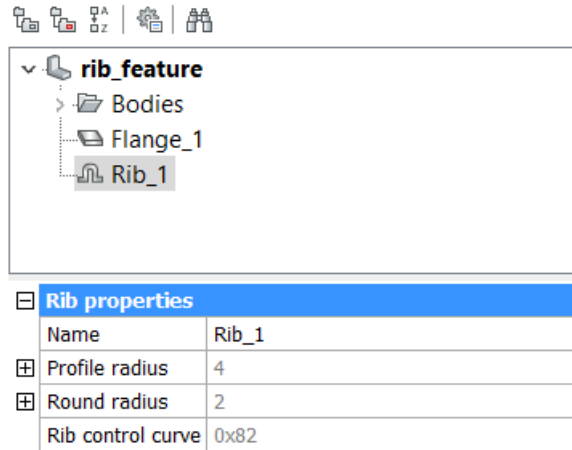 A
Z
rib_feature
Bodies
Flange_1
Rib_1
Rib properties
Name Rib_1
Profile radius 4
Round radius 2
Rib control curve 0x82